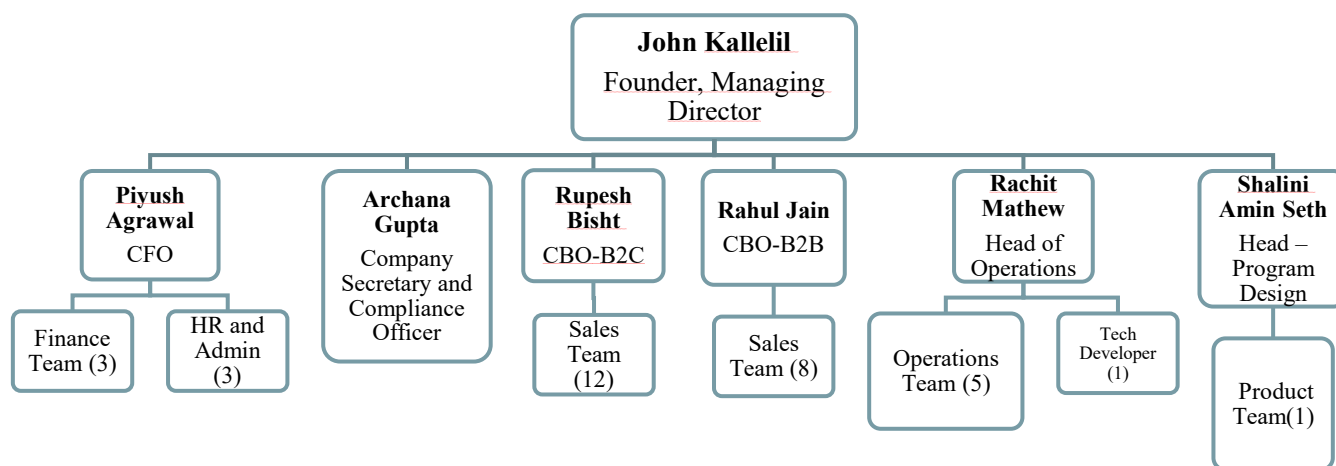 John Kallelil
Founder, Managing
Director
Piyush
Agrawal
CFO
Finance
Team (3)
HR and
Admin
(3)
Archana
Gupta
Company
Secretary and
Compliance
Officer
Rupesh
Bisht
CBO-B2C
Sales
Team
(12)
Rahul Jain
CBO-B2B
Sales
Team (8)
Rachit
Mathew
Head of
Operations
Operations
Team (5)
Tech
Developer
(1)
Shalini
Amin Seth
Head –
Program
Design
Product
Team(1)